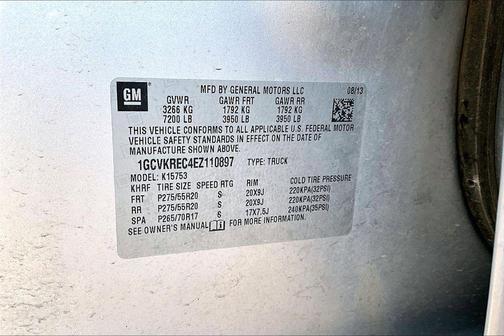 GM
MFD BY GENERAL MOTORS LLC 08/13
GVWR GAWR FRT GAWR RR
3266 KG 1792 KG 1792 KG
7200 LB 3950 LB 3950 LB
THIS VEHICLE CONFORMS TO ALL APPLICABLE U.S. FEDERAL MOTOR
VEHICLE SAFETY STANDARDS IN EFFECT ON THE DATE OF
MANUFACTURE SHOWN ABOVE.
1GCVKREC4EZ110897 TYPE: TRUCK
MODEL: K15753
KHRF TIRE SIZE SPEED RTG RIM COLD TIRE PRESSURE
FRT P275/55R20 S 20X9J 220KPA(32PSI)
RR P275/55R20 S 20X9J 220KPA(32PSI)
SPA P265/70R17 S 17X7.5J 240KPA(35PSI)
SEE OWNER'S MANUAL FOR MORE INFORMATION.